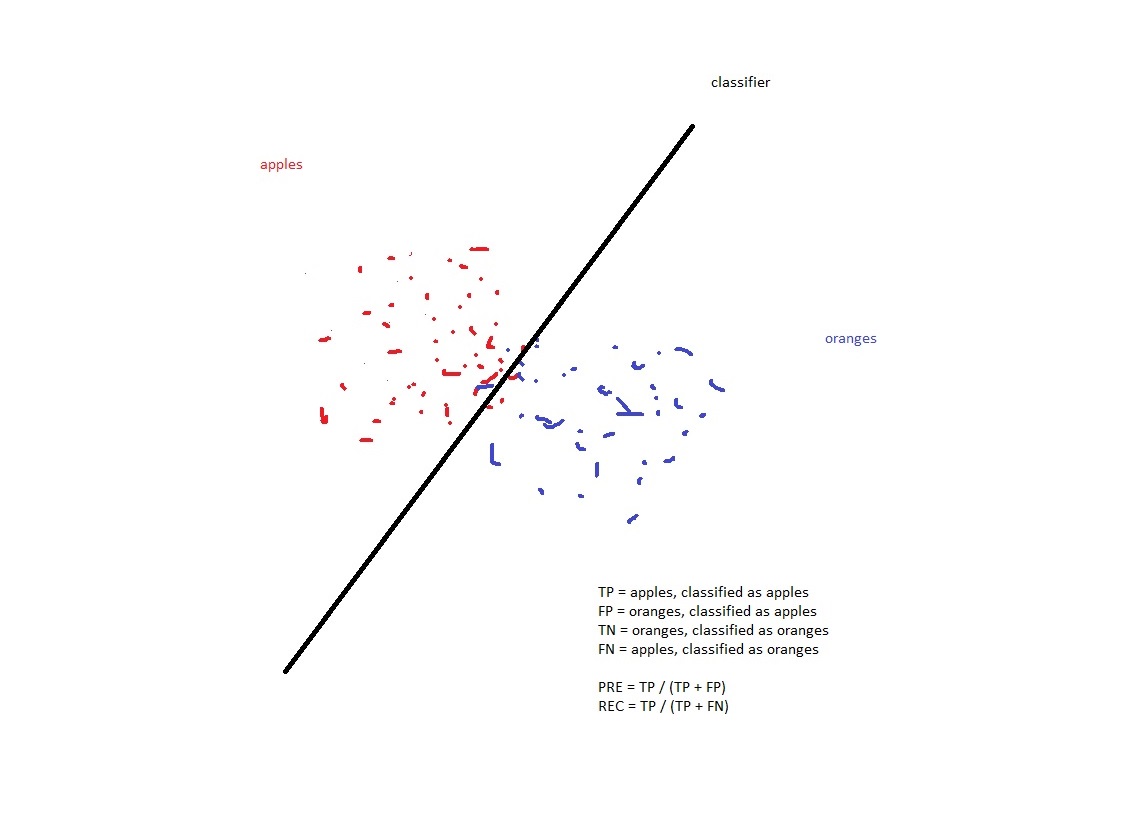 classifier
apples
oranges
TP = apples, classified as apples
FP = oranges, classified as apples
TN = oranges, classified as oranges
FN = apples, classified as oranges
PRE = TP / (TP + FP)
REC = TP / (TP + FN)